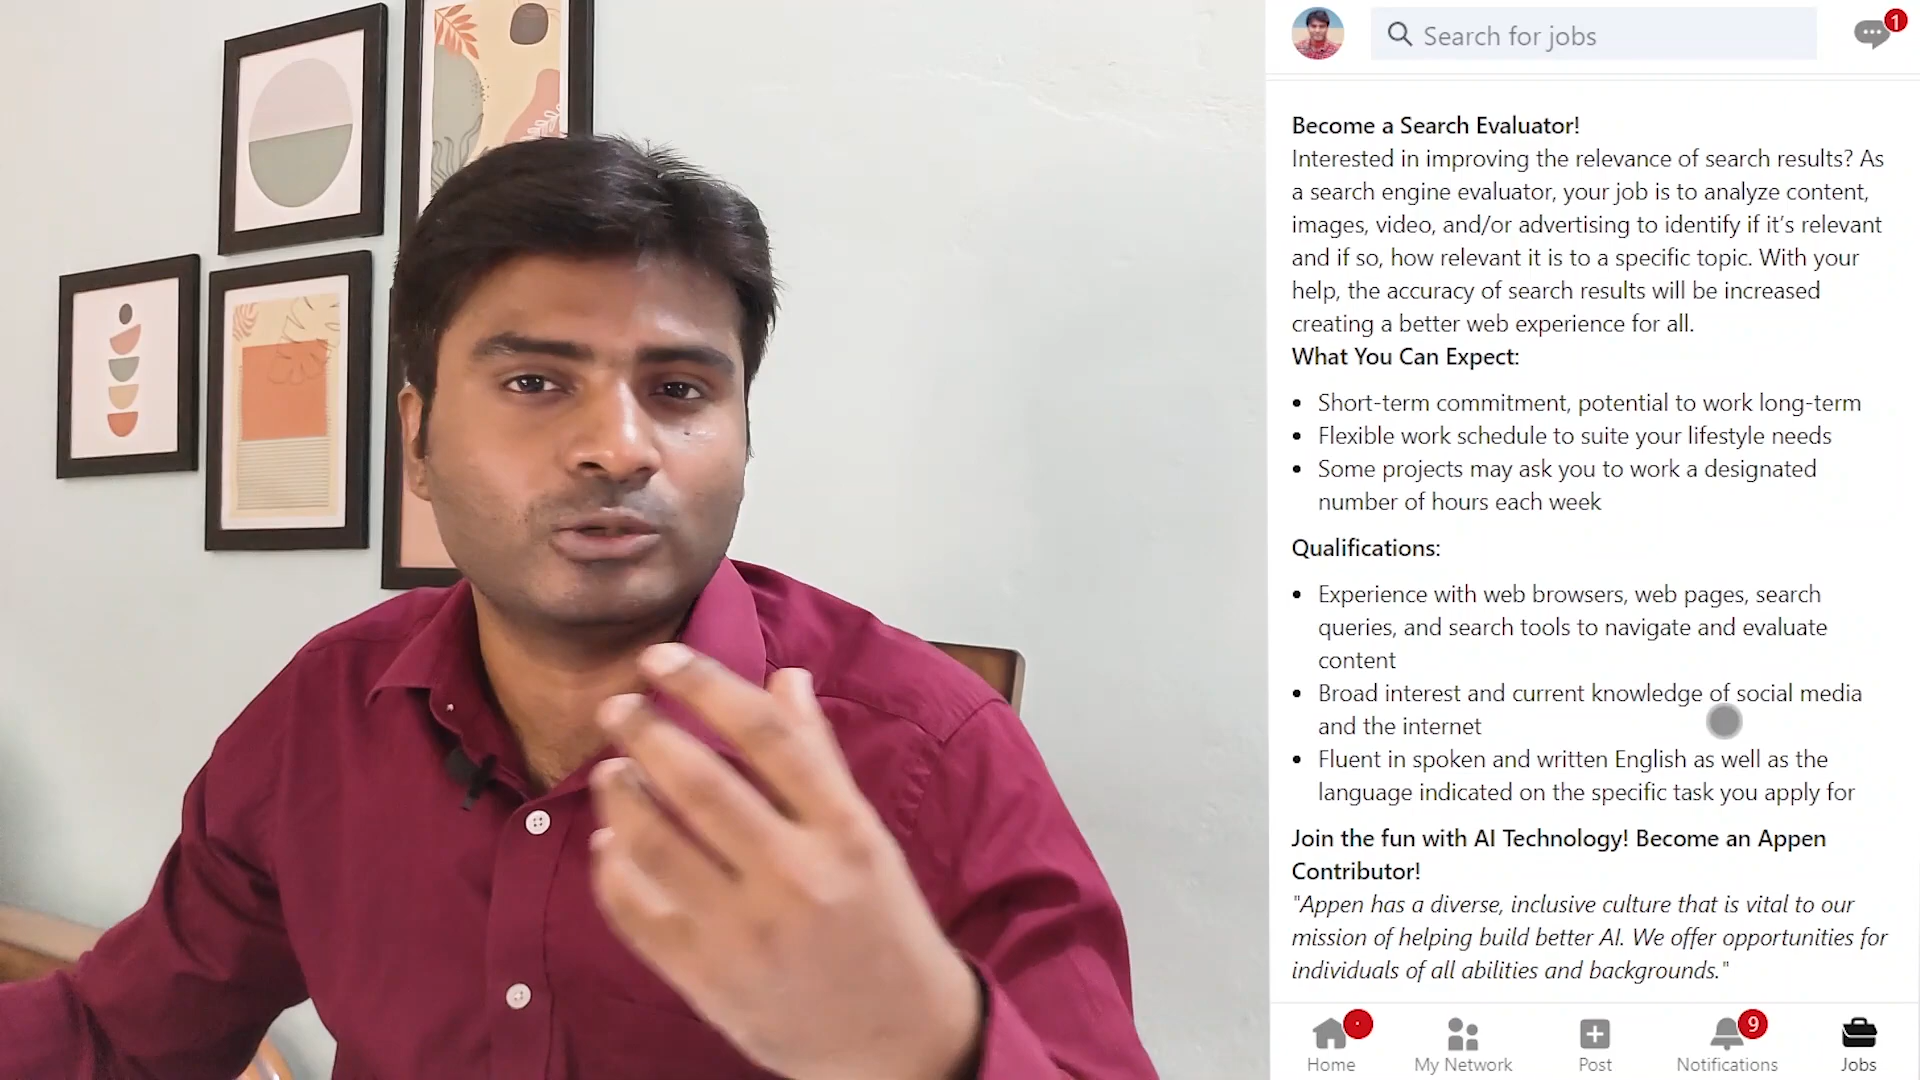 Search for jobs
1
Become a Search Evaluator!
Interested in improving the relevance of search results? As
a search engine evaluator, your job is to analyze content,
images, video, and/or advertising to identify if it’s relevant
and if so, how relevant it is to a specific topic. With your
help, the accuracy of search results will be increased
creating a better web experience for all.
What You Can Expect:
• Short-term commitment, potential to work long-term
• Flexible work schedule to suite your lifestyle needs
• Some projects may ask you to work a designated
number of hours each week
Qualifications:
• Experience with web browsers, web pages, search
queries, and search tools to navigate and evaluate
content
• Broad interest and current knowledge of social media
and the internet
• Fluent in spoken and written English as well as the
language indicated on the specific task you apply for
Join the fun with AI Technology! Become an Appen
Contributor!
"Appen has a diverse, inclusive culture that is vital to our
mission of helping build better AI. We offer opportunities for
individuals of all abilities and backgrounds."
9
Home My Network Post Notifications Jobs